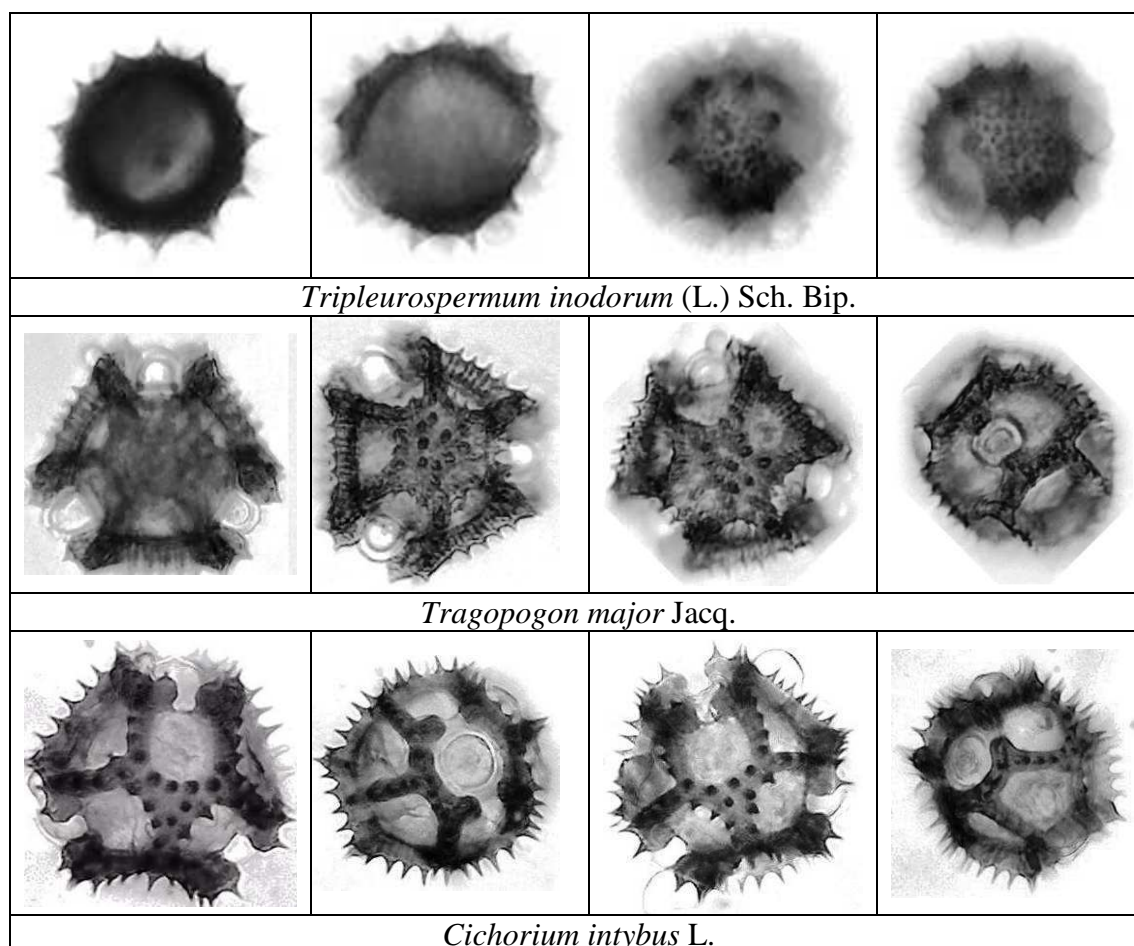 Tripleurospermum inodorum (L.) Sch. Bip.
Tragopogon major Jacq.
Cichorium intybus L.